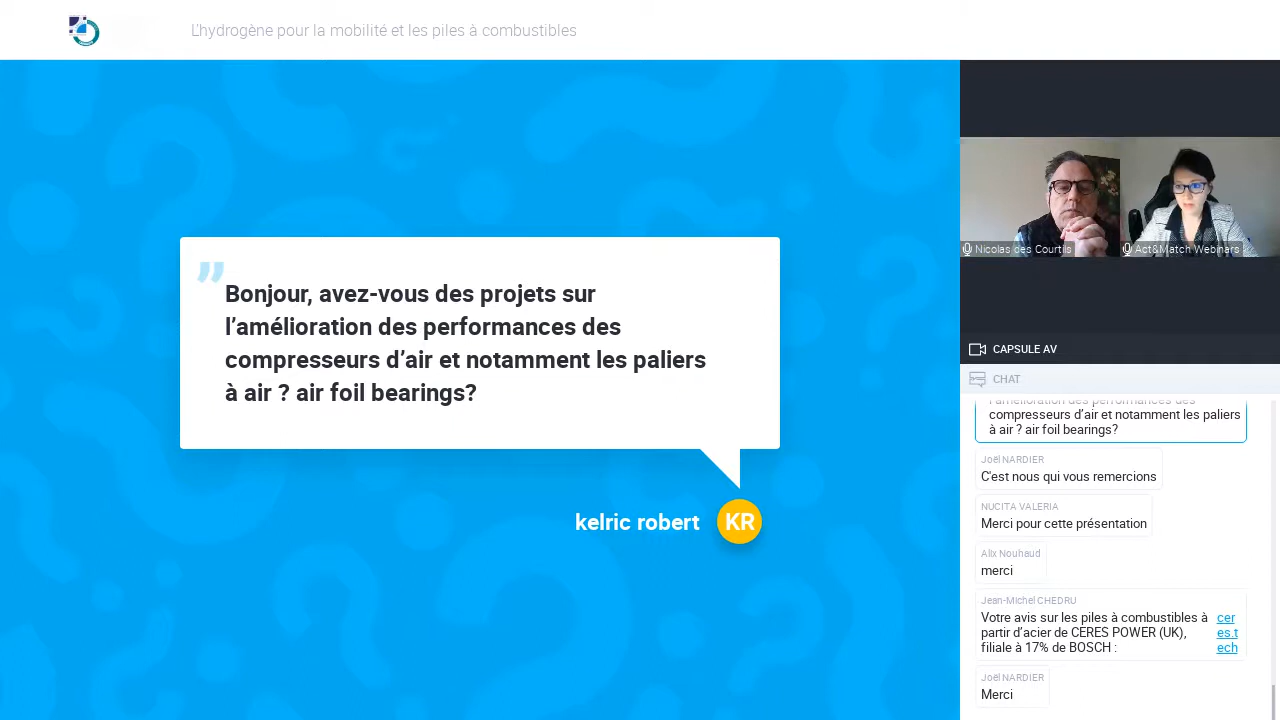 L'hydrogène pour la mobilité et les piles à combustibles
Bonjour, avez-vous des projets sur
l’amélioration des performances des
compresseurs d’air et notamment les paliers
à air ? air foil bearings?
kelric robert
KR
Nicolas des Courtils
Act&Match Webinars
CAPSULE AV
CHAT
l’amélioration des performances des
compresseurs d’air et notamment les paliers
à air ? air foil bearings?
Joël NARDIER
C'est nous qui vous remercions
NUCITA VALERIA
Merci pour cette présentation
Alix Nouhaud
merci
Jean-Michel CHEDRU
Votre avis sur les piles à combustibles à
partir d’acier de CERES POWER (UK),
filiale à 17% de BOSCH :
cer
es.t
ech
Joël NARDIER
Merci